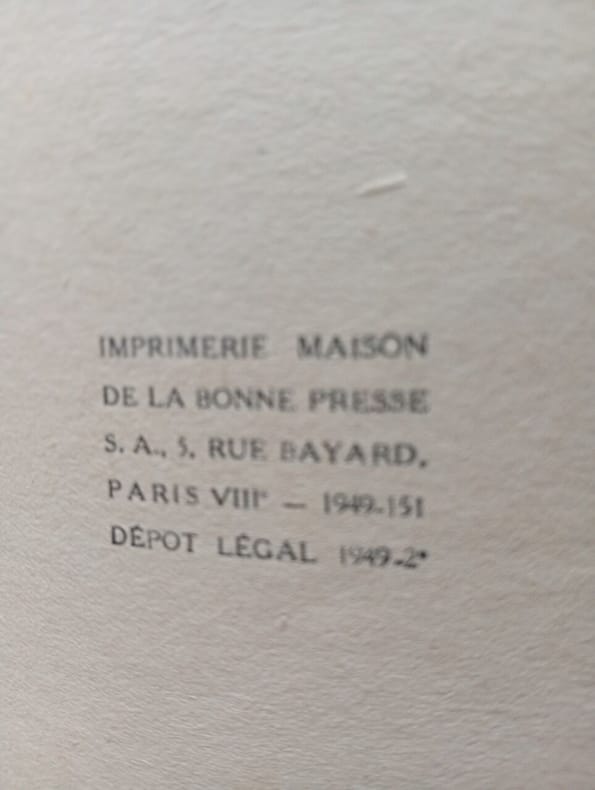 IMPRIMERIE MAISON
DE LA BONNE PRESSE
S. A., 5, RUE BAYARD,
PARIS VIIIᵉ — 1949-151
DÉPOT LÉGAL 1949-2ᵉ